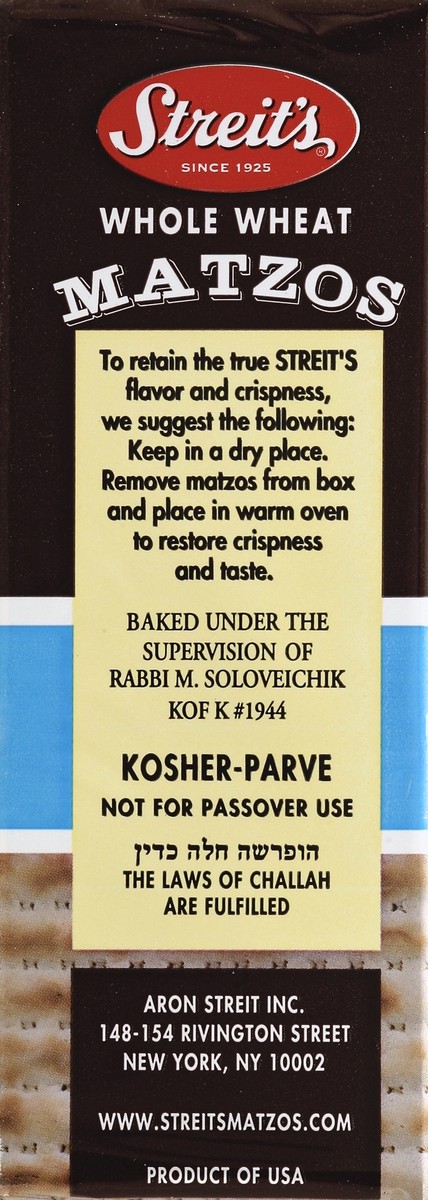 Streit's®
SINCE 1925
WHOLE WHEAT
MATZOS
To retain the true STREIT'S
flavor and crispness,
we suggest the following:
Keep in a dry place.
Remove matzos from box
and place in warm oven
to restore crispness
and taste.
BAKED UNDER THE
SUPERVISION OF
RABBI M. SOLOVEICHIK
KOF K #1944
KOSHER-PARVE
NOT FOR PASSOVER USE
הופרשה חלה כדין
THE LAWS OF CHALLAH
ARE FULFILLED
ARON STREIT INC.
148-154 RIVINGTON STREET
NEW YORK, NY 10002
WWW.STREITSMATZOS.COM
PRODUCT OF USA